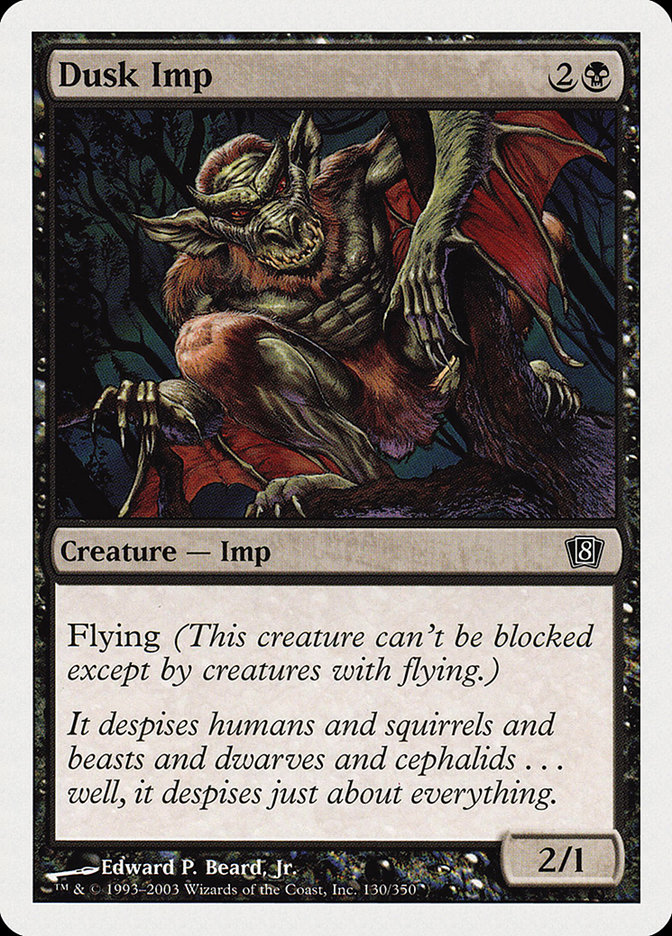 Dusk Imp
2
Creature — Imp
8
Flying (This creature can't be blocked
except by creatures with flying.)
It despises humans and squirrels and
beasts and dwarves and cephalids . . .
well, it despises just about everything.
2/1
Edward P. Beard, Jr.
™ & © 1993–2003 Wizards of the Coast, Inc. 130/350